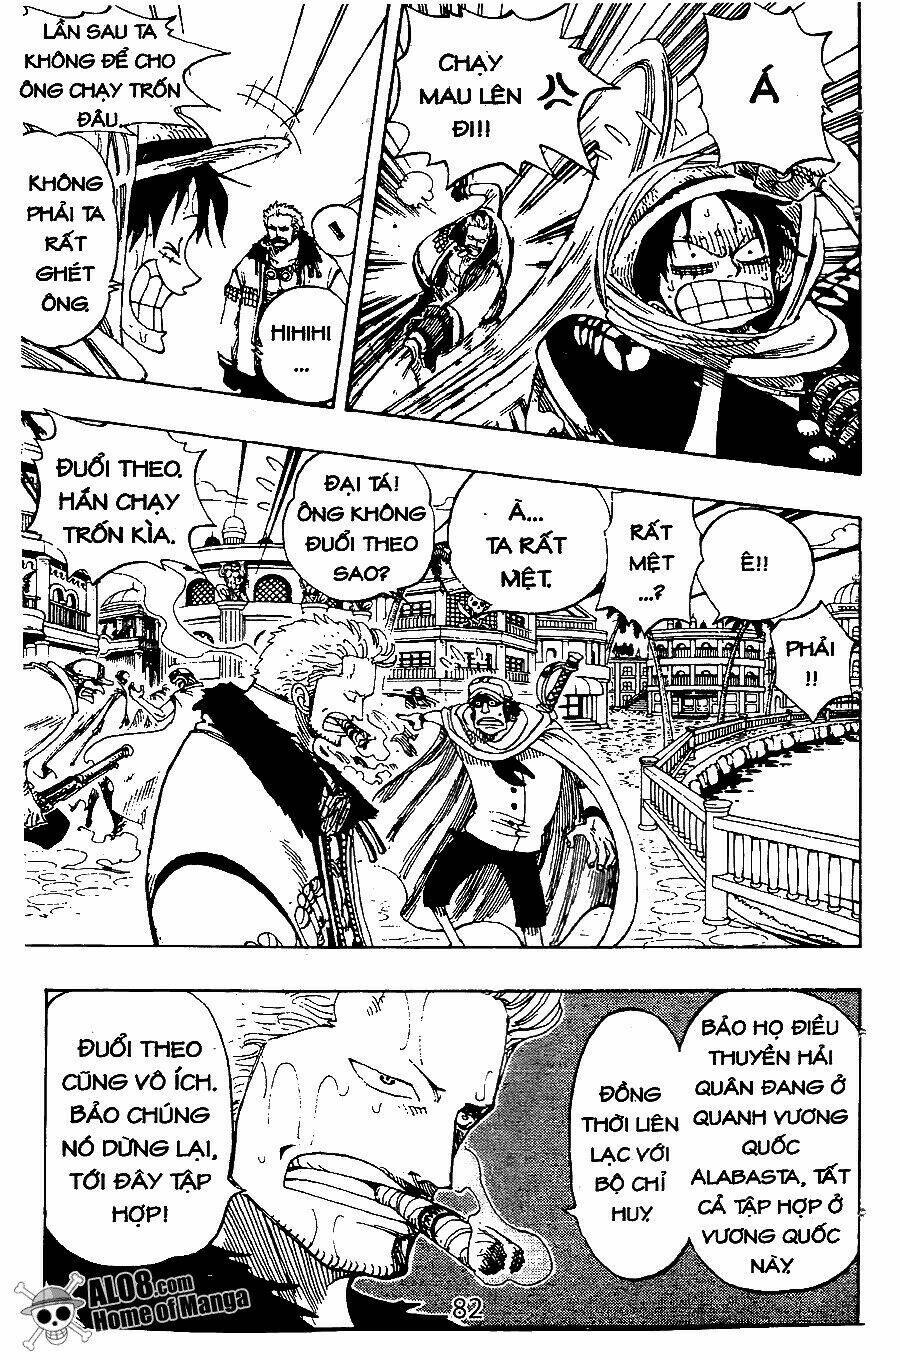 Á
CHẠY
MAU LÊN
ĐI!!
LẦN SAU TA
KHÔNG ĐỂ CHO
ÔNG CHẠY TRỐN
ĐÂU.
KHÔNG
PHẢI TA
RẤT
GHÉT
ÔNG.
...
HIHIHI
...
PHẢI
!!
Ê!!
RẤT
MỆT
...?
À...
TA RẤT
MỆT.
ĐẠI TÁ!
ÔNG KHÔNG
ĐUỔI THEO
SAO?
ĐUỔI THEO.
HẮN CHẠY
TRỐN KÌA.
BẢO HỌ ĐIỀU
THUYỀN HẢI
QUÂN ĐANG Ở
QUANH VƯƠNG
QUỐC
ALABASTA, TẤT
CẢ TẬP HỢP Ở
VƯƠNG QUỐC
NÀY.
ĐỒNG
THỜI LIÊN
LẠC VỚI
BỘ CHỈ
HUY.
ĐUỔI THEO
CŨNG VÔ ÍCH.
BẢO CHÚNG
NÓ DỪNG LẠI,
TỚI ĐÂY TẬP
HỢP!
82
AL08.com
Home of Manga